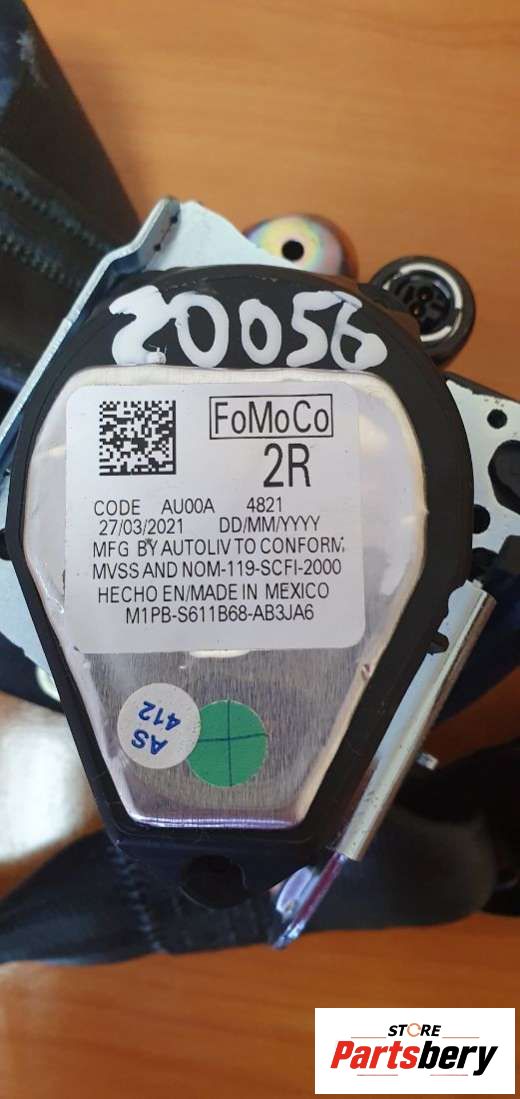 20056
FoMoCo
2R
CODE AU00A 4821
27/03/2021 DD/MM/YYYY
MFG BY AUTOLIV TO CONFORM.
MVSS AND NOM-119-SCFI-2000
HECHO EN/MADE IN MEXICO
M1PB-S611B68-AB3JA6
AS
412
STORE
Partsbery